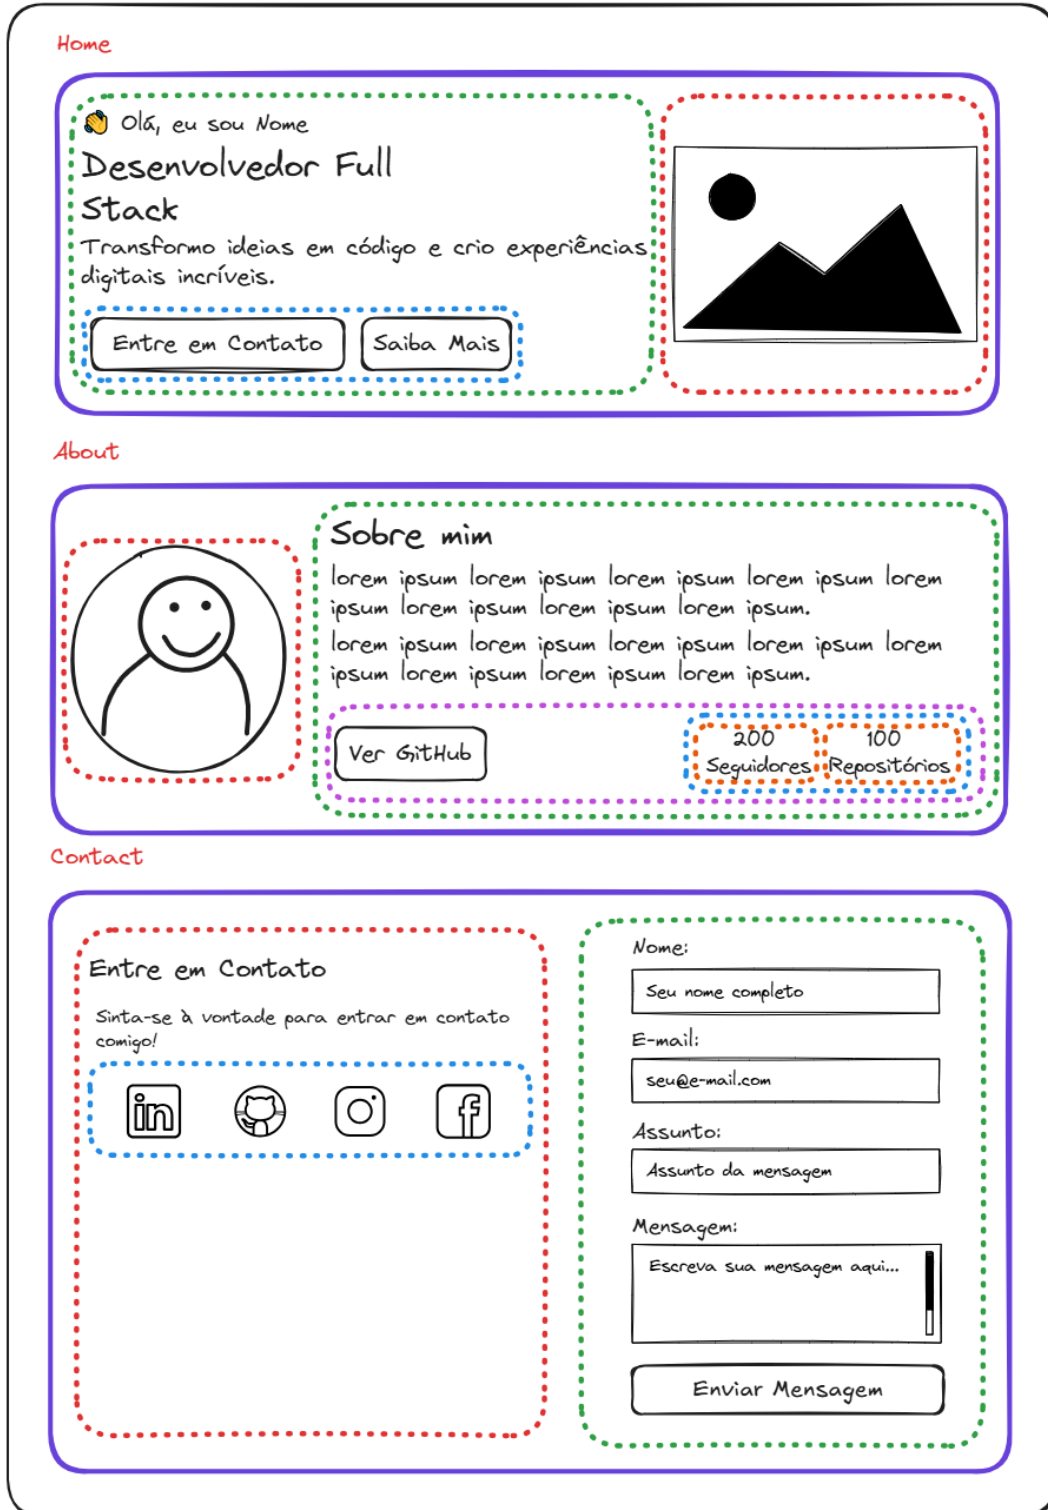 Home
👋 Olá, eu sou Nome
Desenvolvedor Full
Stack
Transformo ideias em código e crio experiências
digitais incríveis.
Entre em Contato
Saiba Mais
About
Sobre mim
lorem ipsum lorem ipsum lorem ipsum lorem ipsum lorem
ipsum lorem ipsum lorem ipsum lorem ipsum.
lorem ipsum lorem ipsum lorem ipsum lorem ipsum lorem
ipsum lorem ipsum lorem ipsum lorem ipsum.
Ver GitHub
200
Seguidores
100
Repositórios
Contact
Entre em Contato
Sinta-se à vontade para entrar em contato
comigo!
in
f
Nome:
Seu nome completo
E-mail:
seu@e-mail.com
Assunto:
Assunto da mensagem
Mensagem:
Escreva sua mensagem aqui...
Enviar Mensagem